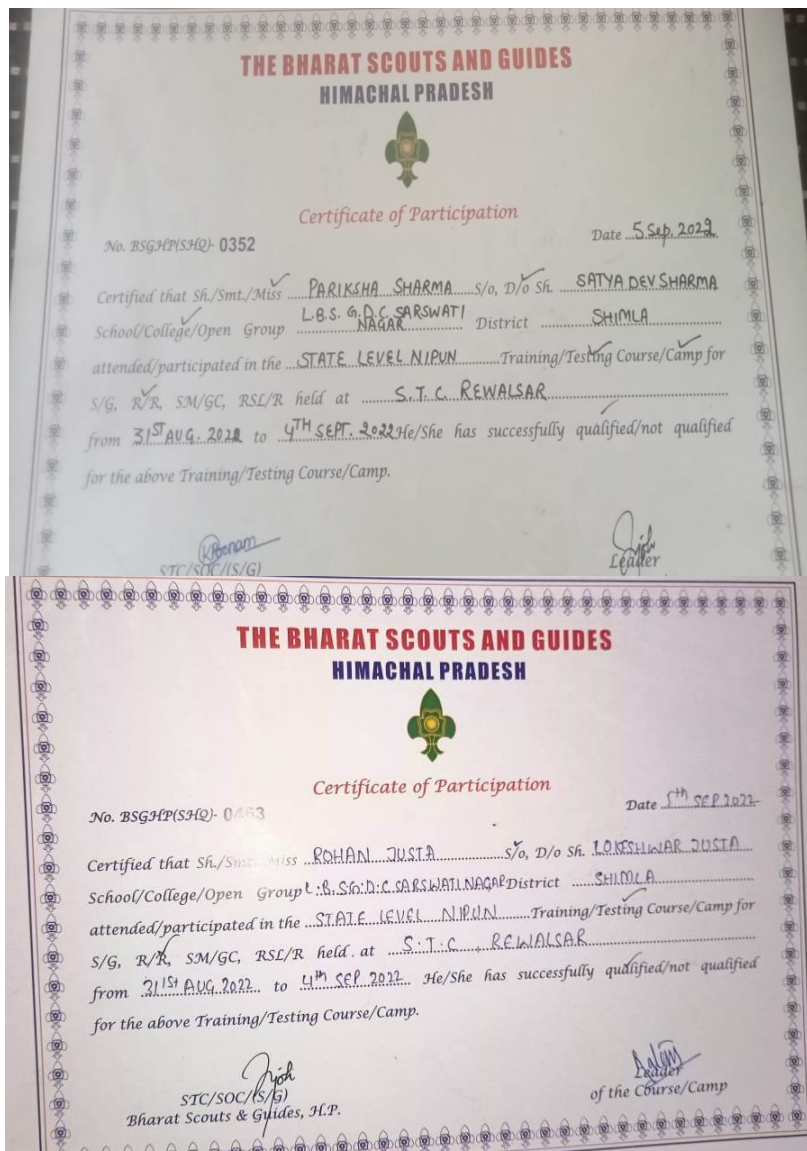 THE BHARAT SCOUTS AND GUIDES
HIMACHAL PRADESH
Certificate of Participation
No. BSGHP(SHQ)- 0352 Date ...5 Sep. 2022
Certified that Sh./Smt./Miss ....PARIKSHA SHARMA.... S/o, D/o Sh. ...SATYA DEV SHARMA
School/College/Open Group L.B.S. G.D.C. SARSWATI NAGAR District ....SHIMLA....
attended/participated in the ...STATE LEVEL NIPUN....Training/Testing Course/Camp for
S/G, R/R, SM/GC, RSL/R held at ....S.T.C. REWALSAR....
from 31ST AUG. 2022 to 4TH SEPT. 2022 He/She has successfully qualified/not qualified
for the above Training/Testing Course/Camp.
STC/SOC/(S/G) Leader
THE BHARAT SCOUTS AND GUIDES
HIMACHAL PRADESH
Certificate of Participation
No. BSGHP(SHQ)- 0463 Date 5th SEP 2022
Certified that Sh./Smt./Miss ...ROHAN JUSTA....S/o, D/o Sh. LOKESHWAR JUSTA
School/College/Open Group L.B.S.G.D.C. SARSWATI NAGAR District ....SHIMLA....
attended/participated in the ...STATE LEVEL NIPUN....Training/Testing Course/Camp for
S/G, R/R, SM/GC, RSL/R held at ....S.T.C. REWALSAR....
from 31st AUG 2022 to 4th SEP 2022 He/She has successfully qualified/not qualified
for the above Training/Testing Course/Camp.
STC/SOC/(S/G) Leader
Bharat Scouts & Guides, H.P. of the Course/Camp